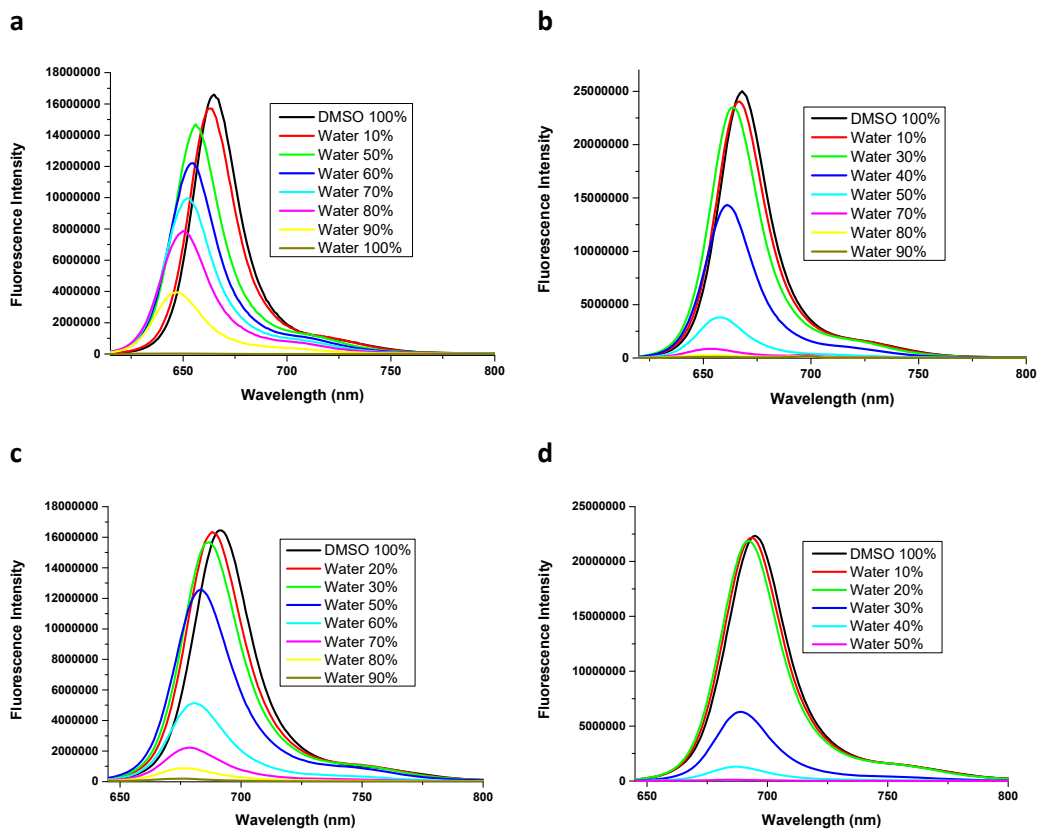 a
18000000
16000000
14000000
12000000
10000000
8000000
6000000
4000000
2000000
0
Fluorescence Intensity
DMSO 100%
Water 10%
Water 50%
Water 60%
Water 70%
Water 80%
Water 90%
Water 100%
650 700 750 800
Wavelength (nm)
b
25000000
20000000
15000000
10000000
5000000
0
Fluorescence Intensity
DMSO 100%
Water 10%
Water 30%
Water 40%
Water 50%
Water 70%
Water 80%
Water 90%
650 700 750 800
Wavelength (nm)
c
18000000
16000000
14000000
12000000
10000000
8000000
6000000
4000000
2000000
0
Fluorescence Intensity
DMSO 100%
Water 20%
Water 30%
Water 50%
Water 60%
Water 70%
Water 80%
Water 90%
650 700 750 800
Wavelength (nm)
d
25000000
20000000
15000000
10000000
5000000
0
Fluorescence Intensity
DMSO 100%
Water 10%
Water 20%
Water 30%
Water 40%
Water 50%
650 700 750 800
Wavelength (nm)